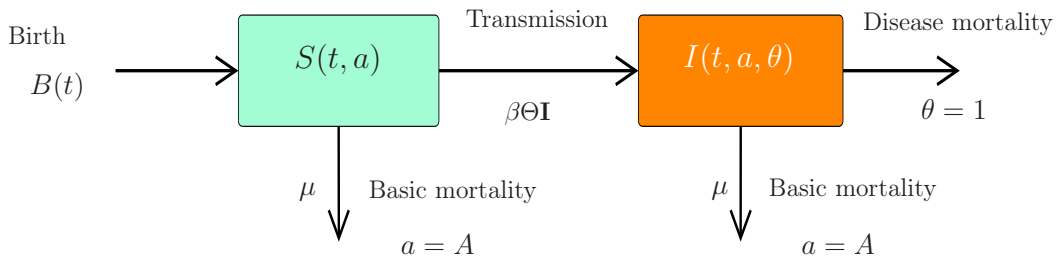 Birth
B(t)
S(t, a)
Transmission
βΘI
I(t, a, θ)
Disease mortality
θ = 1
μ
Basic mortality
a = A
μ
Basic mortality
a = A